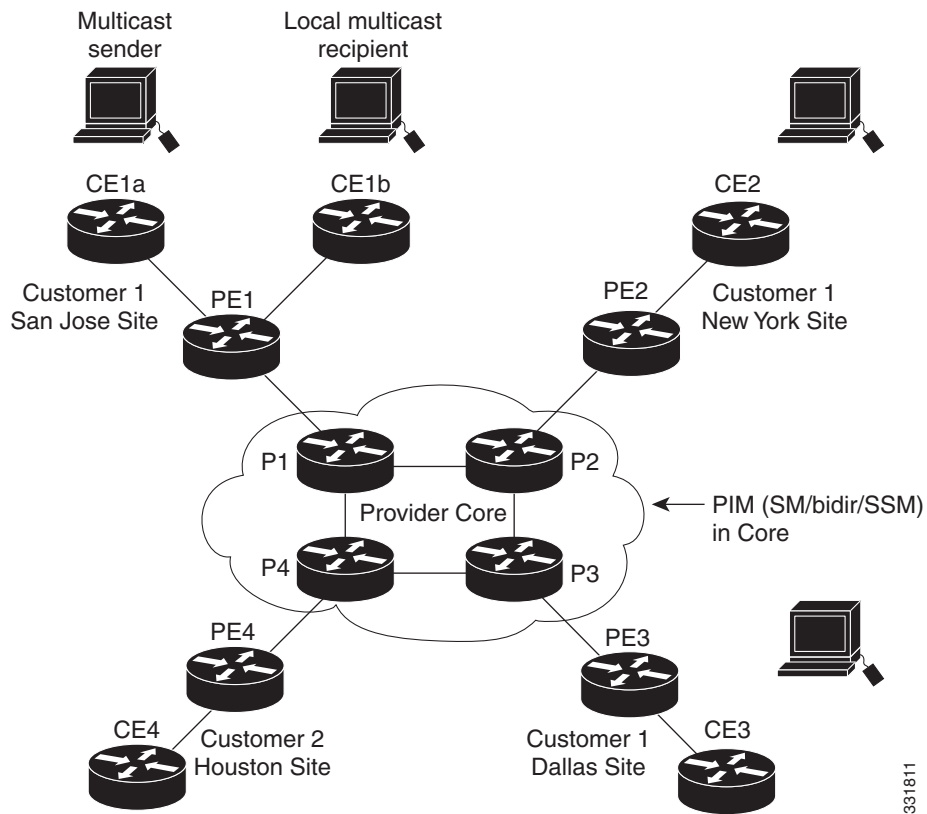 Multicast
sender
Local multicast
recipient
CE1a
CE1b
CE2
Customer 1
San Jose Site
PE1
PE2
Customer 1
New York Site
P1
P2
Provider Core
PIM (SM/bidir/SSM)
in Core
P4
P3
PE4
PE3
CE4
Customer 2
Houston Site
Customer 1
Dallas Site
CE3
331811